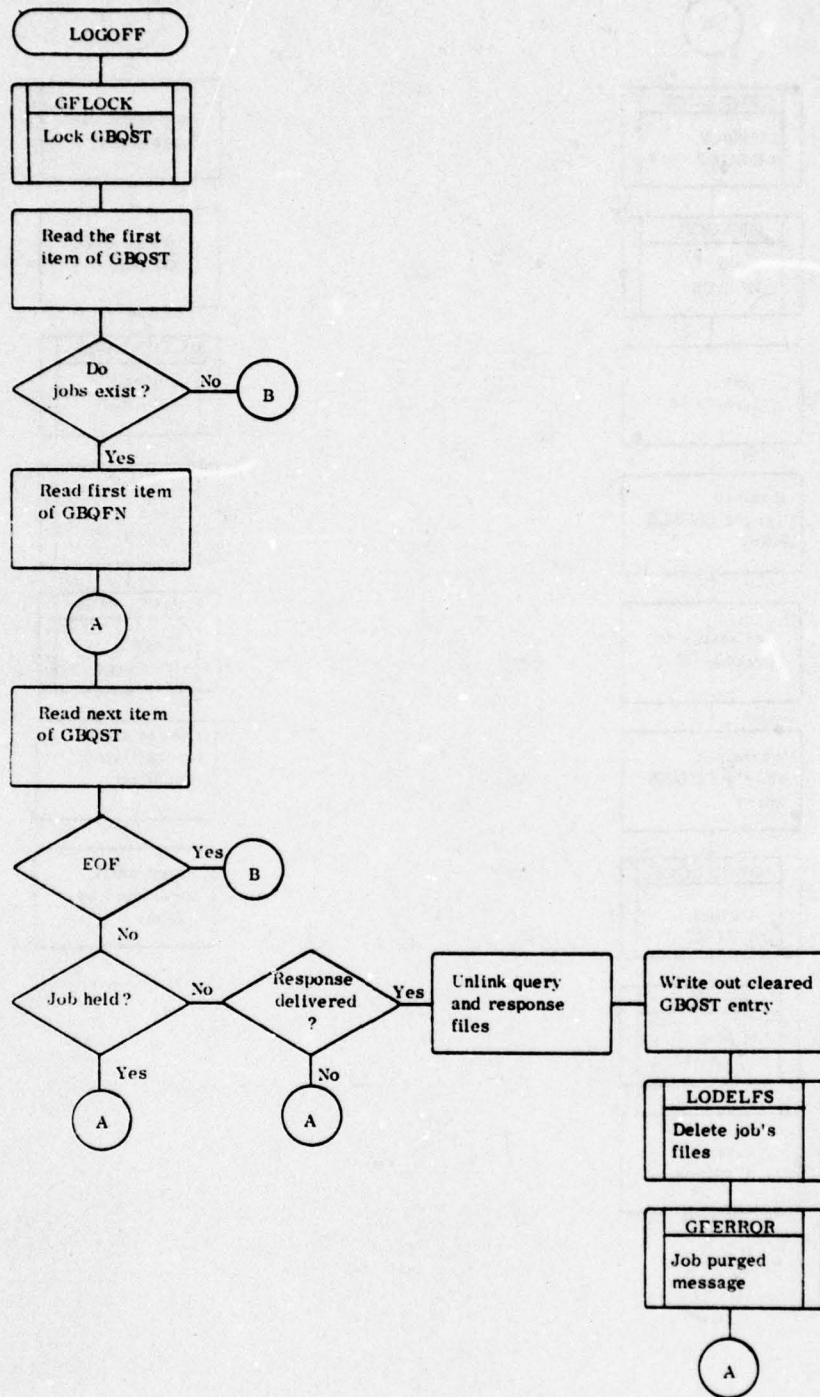 LOGOFF
GFLOCK
Lock GBQST
Read the first
item of GBQST
Do
jobs exist?
No
B
Yes
Read first item
of GBQFN
A
Read next item
of GBQST
EOF
Yes
B
No
Job held?
No
Response
delivered
?
Yes
Unlink query
and response
files
Write out cleared
GBQST entry
Yes
A
No
A
LODELFS
Delete job's
files
GFERROR
Job purged
message
A